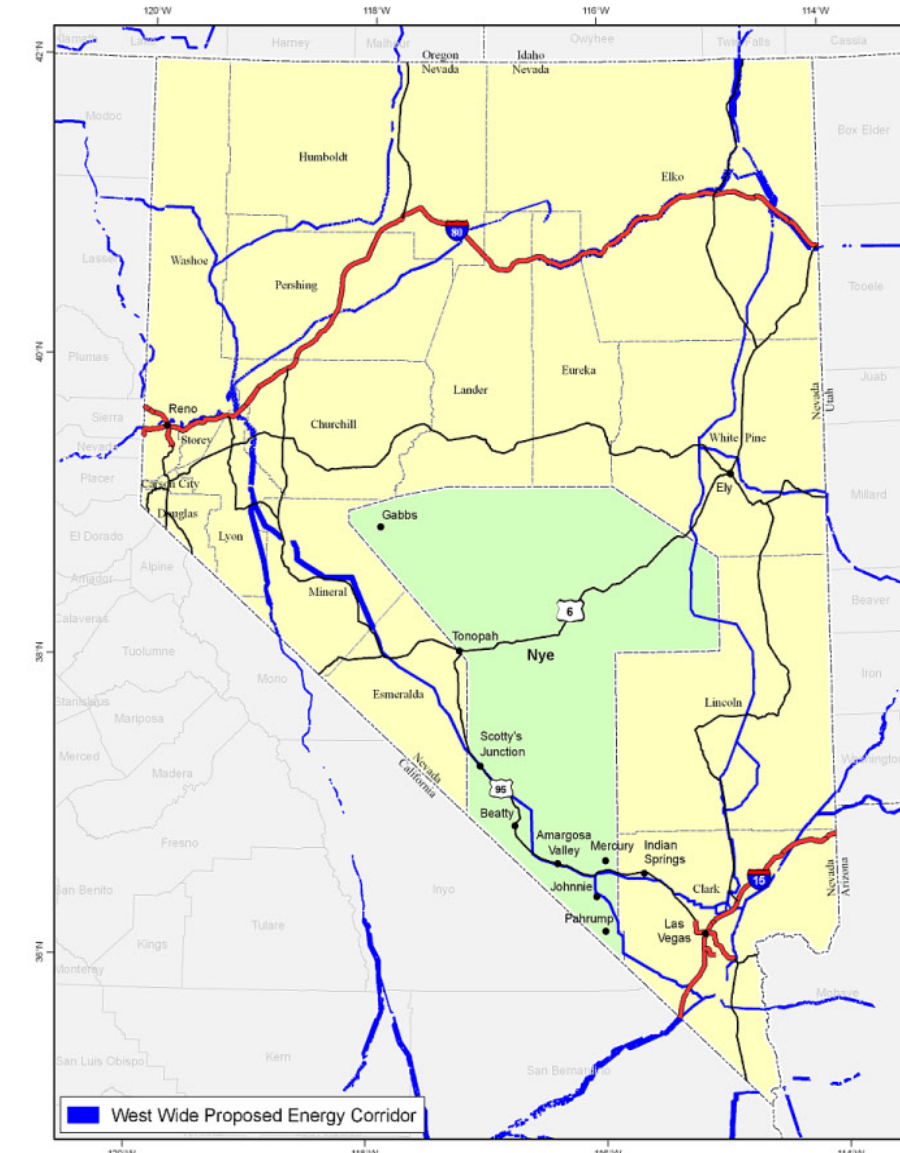 120°W 118°W 116°W 114°W
42°N
Klamath Lake Harney Malheur Owyhee Twin Falls Cassia
Oregon Idaho
Nevada Nevada
Modoc
Box Elder
Humboldt
Elko
80
Washoe
Lassen
Pershing
Tooele
40°N
Plumas
Eureka
Juab
Lander
Nevada
Utah
Reno
Sierra
Churchill
Storey
White Pine
Nevada
Placer
Carson City
Ely
Millard
Douglas
Gabbs
El Dorado
Lyon
Alpine
Amador
Mineral
Beaver
6
Calaveras
38°N
Tonopah
Tuolumne
Nye
Mono
Iron
Esmeralda
Lincoln
Stanislaus
Mariposa
Scotty's
Junction
Merced
Nevada
California
Washington
Madera
95
Beatty
Fresno
Amargosa
Valley
Mercury
Indian
Springs
Nevada
Arizona
San Benito
Inyo
Johnnie
Clark
15
Tulare
Pahrump
Las
Vegas
Kings
36°N
Monterey
Mohave
Kern
San Luis Obispo
San Bernardino
West Wide Proposed Energy Corridor